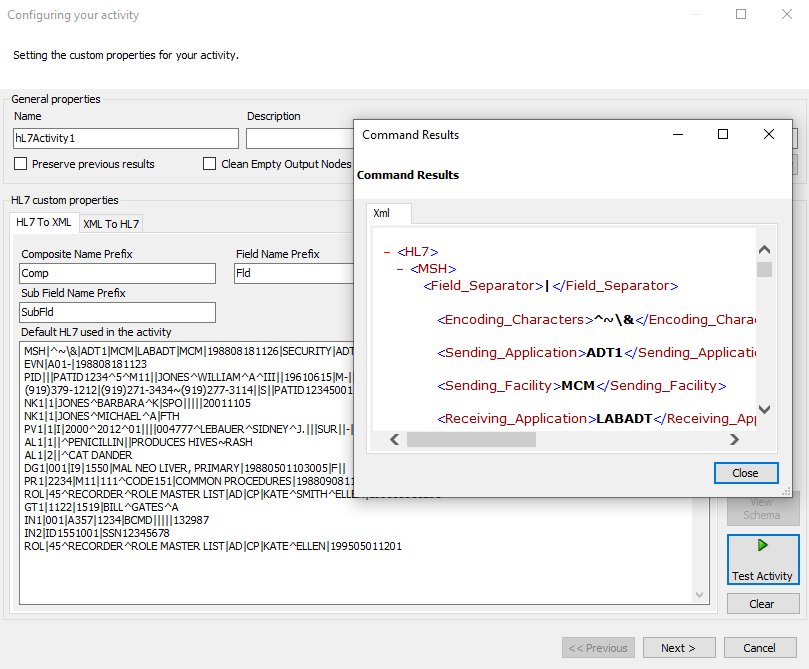 Configuring your activity
Setting the custom properties for your activity.
General properties
Name
Description
hL7Activity1
Preserve previous results
Clean Empty Output Nodes
HL7 custom properties
HL7 To XML
XML To HL7
Composite Name Prefix
Field Name Prefix
Comp
Fld
Sub Field Name Prefix
SubFld
Default HL7 used in the activity
MSH|^~\&|ADT1|MCM|LABADT|MCM|198808181126|SECURITY|ADT
EVN|A01-|198808181123
PID|||PATID1234^5^M11||JONES^WILLIAM^A^III||19610615|M-||
(919)379-1212|(919)271-3434~(919)277-3114||S||PATID12345001
NK1|1|JONES^BARBARA^K|SPO|||||20011105
NK1|1|JONES^MICHAEL^A|FTH
PV1|1|I|2000^2012^01||||004777^LEBAUER^SIDNEY^J.|||SUR||-|
AL1|1||^PENICILLIN||PRODUCES HIVES~RASH
AL1|2||^CAT DANDER
DG1|001|I9|1550|MAL NEO LIVER, PRIMARY|19880501103005|F||
PR1|2234|M11|111^CODE151|COMMON PROCEDURES|198809081
ROL|45^RECORDER^ROLE MASTER LIST|AD|CP|KATE^SMITH^ELLEN
GT1|1122|1519|BILL^GATES^A
IN1|001|A357|1234|BCMD|||||132987
IN2|ID1551001|SSN12345678
ROL|45^RECORDER^ROLE MASTER LIST|AD|CP|KATE^ELLEN|199505011201
Command Results
Command Results
Xml
− <HL7>
− <MSH>
<Field_Separator>|</Field_Separator>
<Encoding_Characters>^~\&</Encoding_Chara
<Sending_Application>ADT1</Sending_Applicati
<Sending_Facility>MCM</Sending_Facility>
<Receiving_Application>LABADT</Receiving_App
Close
View
Schema
Test Activity
Clear
<< Previous
Next >
Cancel